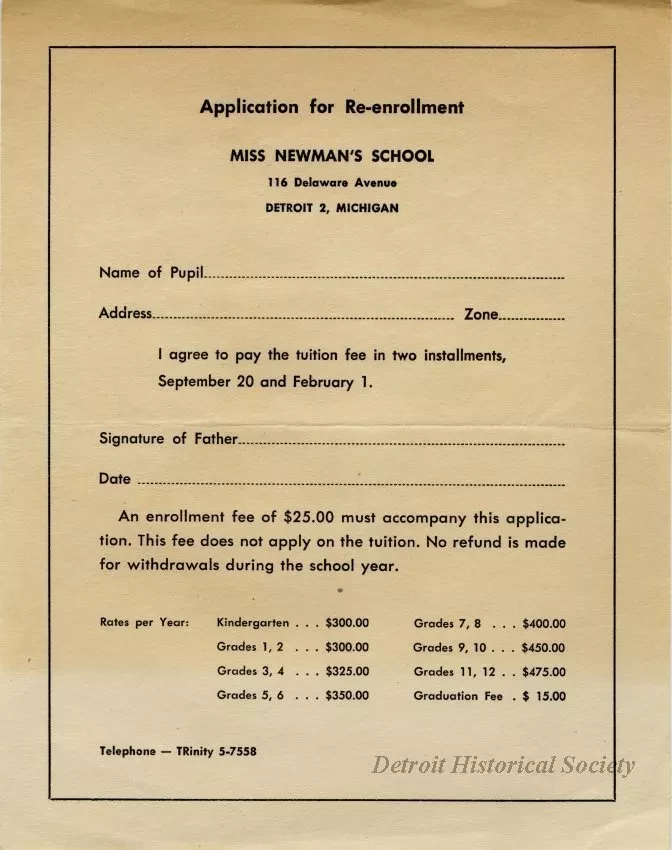 Application for Re-enrollment
MISS NEWMAN'S SCHOOL
116 Delaware Avenue
DETROIT 2, MICHIGAN
Name of Pupil
Address Zone
I agree to pay the tuition fee in two installments,
September 20 and February 1.
Signature of Father
Date
An enrollment fee of $25.00 must accompany this applica-
tion. This fee does not apply on the tuition. No refund is made
for withdrawals during the school year.
Rates per Year: Kindergarten . . . $300.00 Grades 7, 8 . . . $400.00
Grades 1, 2 . . . $300.00 Grades 9, 10 . . . $450.00
Grades 3, 4 . . . $325.00 Grades 11, 12 . . $475.00
Grades 5, 6 . . . $350.00 Graduation Fee . $ 15.00
Telephone — TRinity 5-7558
Detroit Historical Society